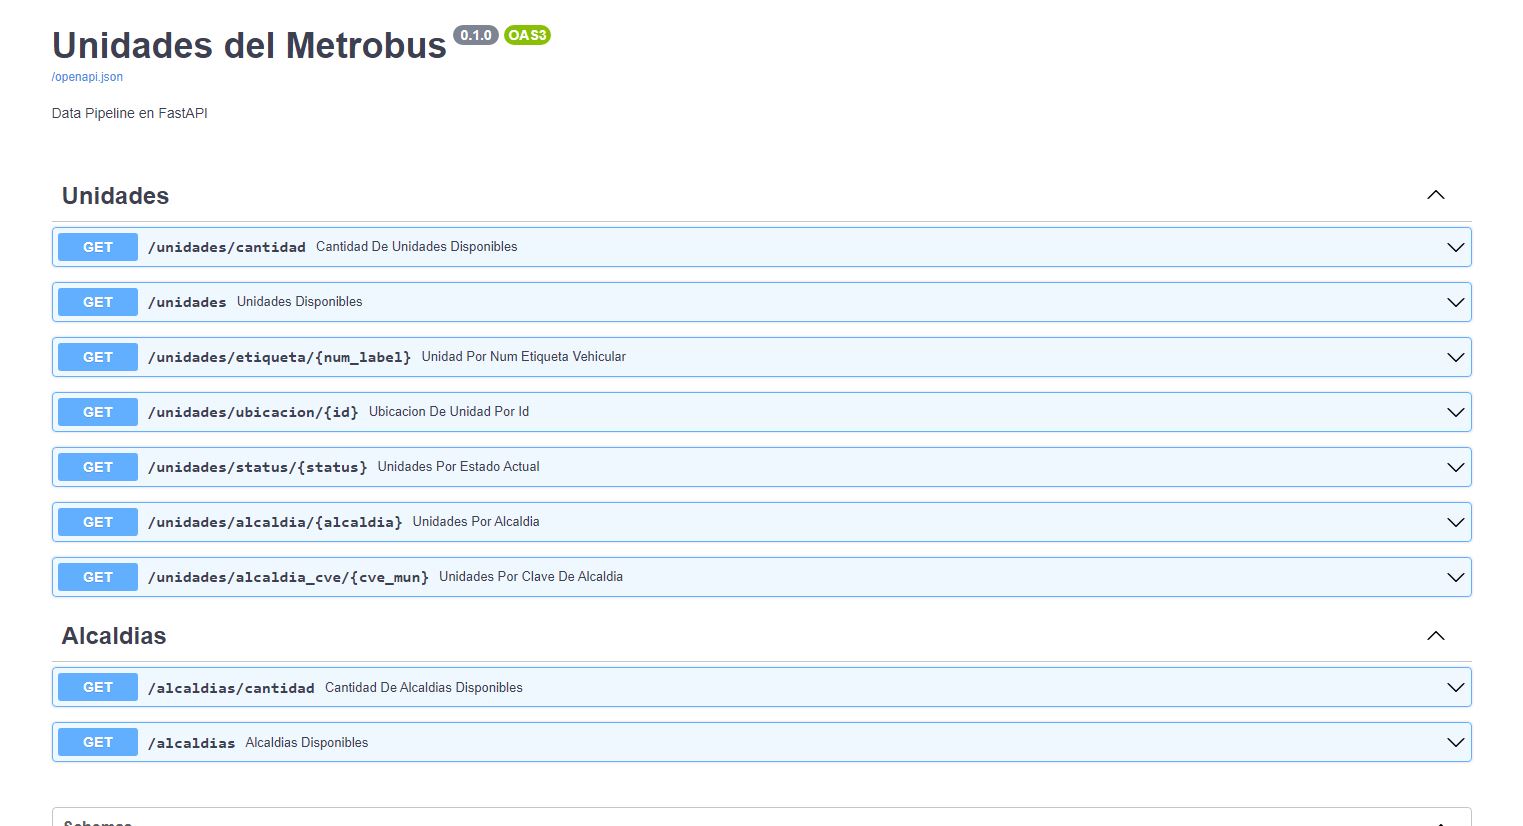 Unidades del Metrobus 0.1.0 OAS3
/openapi.json
Data Pipeline en FastAPI
Unidades
GET /unidades/cantidad Cantidad De Unidades Disponibles
GET /unidades Unidades Disponibles
GET /unidades/etiqueta/{num_label} Unidad Por Num Etiqueta Vehicular
GET /unidades/ubicacion/{id} Ubicacion De Unidad Por Id
GET /unidades/status/{status} Unidades Por Estado Actual
GET /unidades/alcaldia/{alcaldia} Unidades Por Alcaldia
GET /unidades/alcaldia_cve/{cve_mun} Unidades Por Clave De Alcaldia
Alcaldias
GET /alcaldias/cantidad Cantidad De Alcaldias Disponibles
GET /alcaldias Alcaldias Disponibles
Schemas